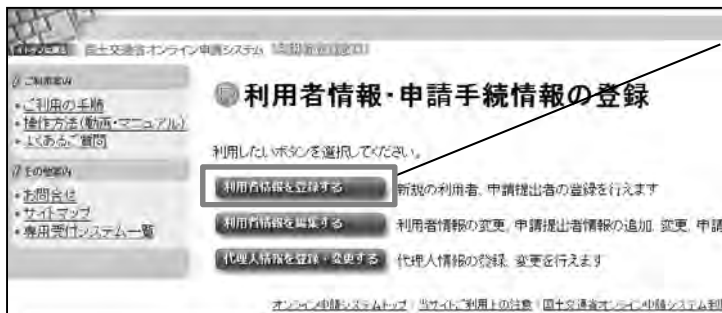 国土交通省オンライン申請システム
ご利用案内
・ご利用の手順
・操作方法(動画・マニュアル)
・よくあるご質問
その他案内
・お問合せ
・サイトマップ
・専用受付システム一覧
利用者情報・申請手続情報の登録
利用したいボタンを選択してください。
利用者情報を登録する 新規の利用者、申請提出者の登録を行えます
利用者情報を編集する 利用者情報の変更、申請提出者情報の追加、変更、申請
代理人情報を登録・変更する 代理人情報の登録、変更を行えます
オンライン申請システムトップ｜当サイトご利用上の注意｜国土交通省オンライン申請システム利